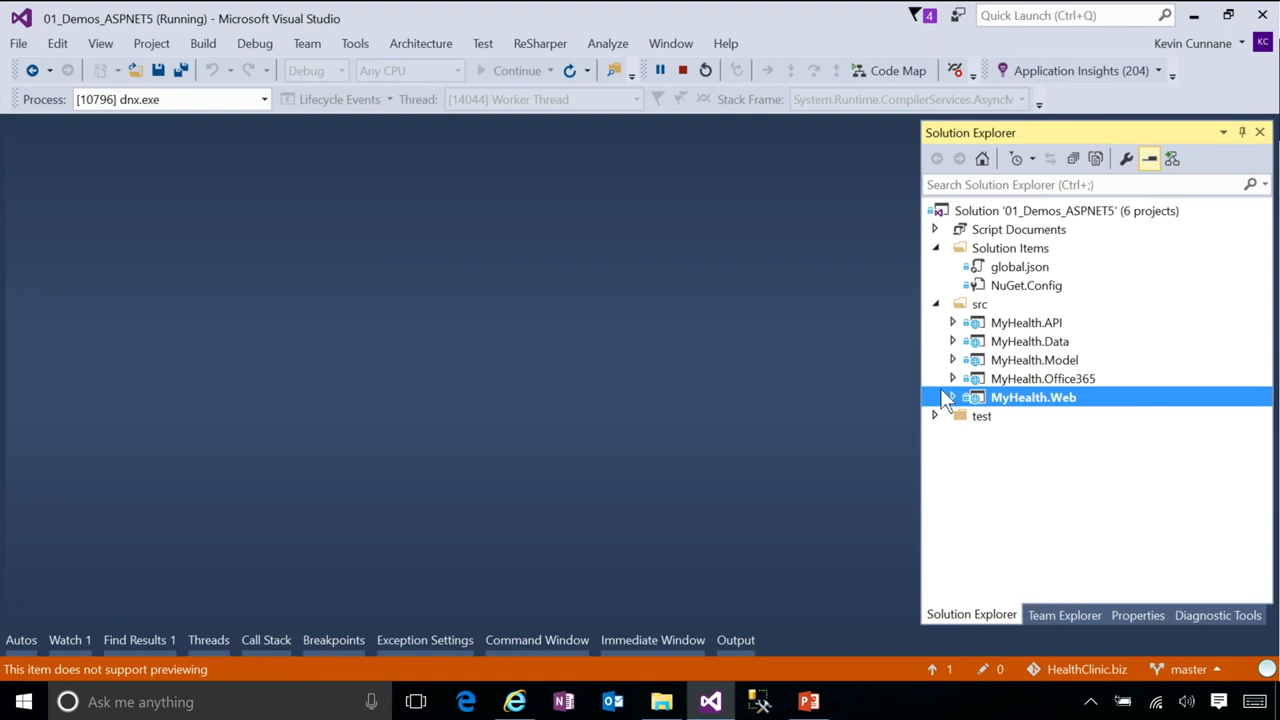 01_Demos_ASPNET5 (Running) - Microsoft Visual Studio
4
Quick Launch (Ctrl+Q)
File Edit View Project Build Debug Team Tools Architecture Test ReSharper Analyze Window Help
Kevin Cunnane
KC
Debug Any CPU Continue Code Map Application Insights (204)
Process: [10796] dnx.exe Lifecycle Events Thread: [14044] Worker Thread Stack Frame: System.Runtime.CompilerServices.AsyncM
Solution Explorer
Search Solution Explorer (Ctrl+;)
Solution '01_Demos_ASPNET5' (6 projects)
Script Documents
Solution Items
global.json
NuGet.Config
src
MyHealth.API
MyHealth.Data
MyHealth.Model
MyHealth.Office365
MyHealth.Web
test
Solution Explorer Team Explorer Properties Diagnostic Tools
Autos Watch 1 Find Results 1 Threads Call Stack Breakpoints Exception Settings Command Window Immediate Window Output
This item does not support previewing
1 0 HealthClinic.biz master
Ask me anything